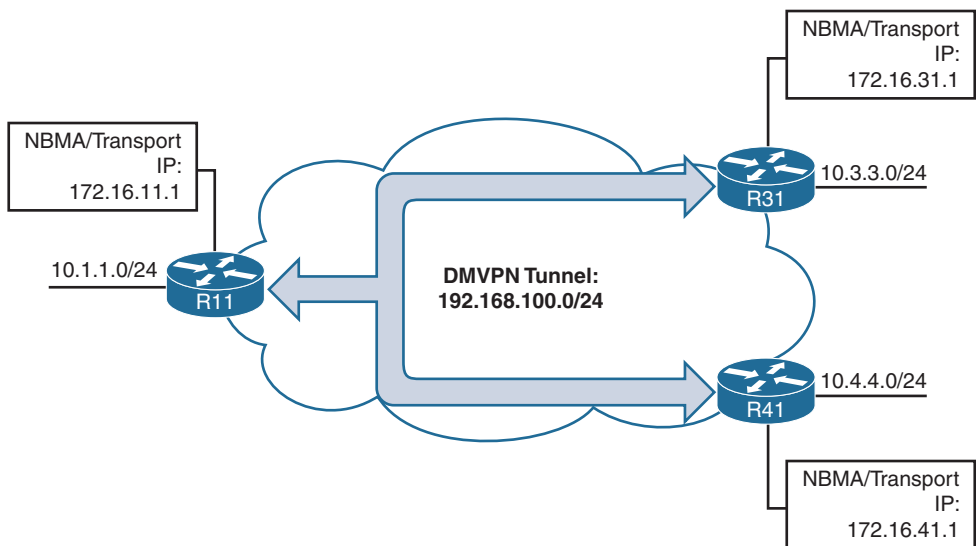 NBMA/Transport
IP:
172.16.31.1
NBMA/Transport
IP:
172.16.11.1
10.3.3.0/24
R31
10.1.1.0/24
R11
DMVPN Tunnel:
192.168.100.0/24
10.4.4.0/24
R41
NBMA/Transport
IP:
172.16.41.1